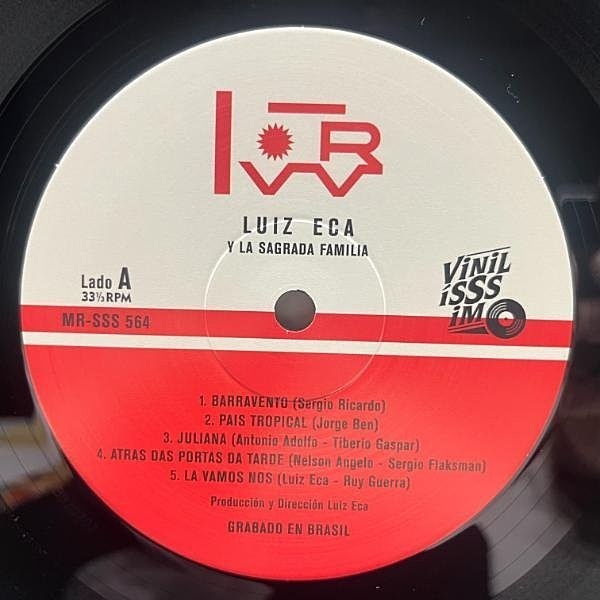 LUIZ ECA
Y LA SAGRADA FAMILIA
Lado A
33⅓ RPM
MR-SSS 564
ViNiL
iSSS
iMO
1. BARRAVENTO (Sergio Ricardo)
2. PAIS TROPICAL (Jorge Ben)
3. JULIANA (Antonio Adolfo - Tiberio Gaspar)
4. ATRAS DAS PORTAS DA TARDE (Nelson Angelo - Sergio Flaksman)
5. LA VAMOS NOS (Luiz Eca - Ruy Guerra)
Producción y Dirección Luiz Eca
GRABADO EN BRASIL